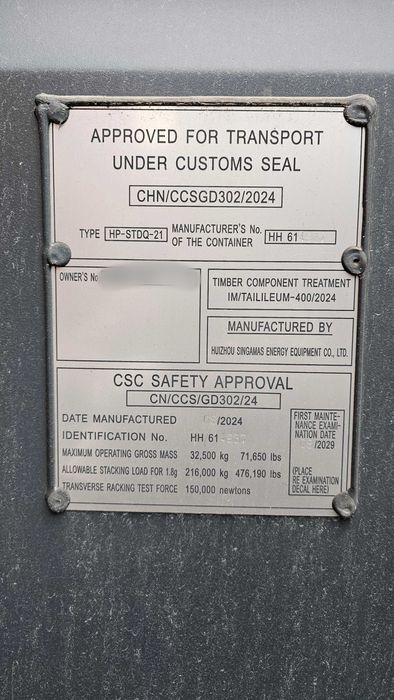 APPROVED FOR TRANSPORT
UNDER CUSTOMS SEAL
CHN/CCSGD302/2024
TYPE HP-STDQ-21 MANUFACTURER'S No. OF THE CONTAINER HH 61
OWNER'S No
TIMBER COMPONENT TREATMENT
IM/TAILILEUM-400/2024
MANUFACTURED BY
HUIZHOU SINGAMAS ENERGY EQUIPMENT CO., LTD.
CSC SAFETY APPROVAL
CN/CCS/GD302/24
DATE MANUFACTURED /2024
IDENTIFICATION No. HH 61
MAXIMUM OPERATING GROSS MASS 32,500 kg 71,650 lbs
ALLOWABLE STACKING LOAD FOR 1.8g 216,000 kg 476,190 lbs
TRANSVERSE RACKING TEST FORCE 150,000 newtons
FIRST MAINTE-
NANCE EXAMI-
NATION DATE
/2029
(PLACE
RE EXAMINATION
DECAL HERE)